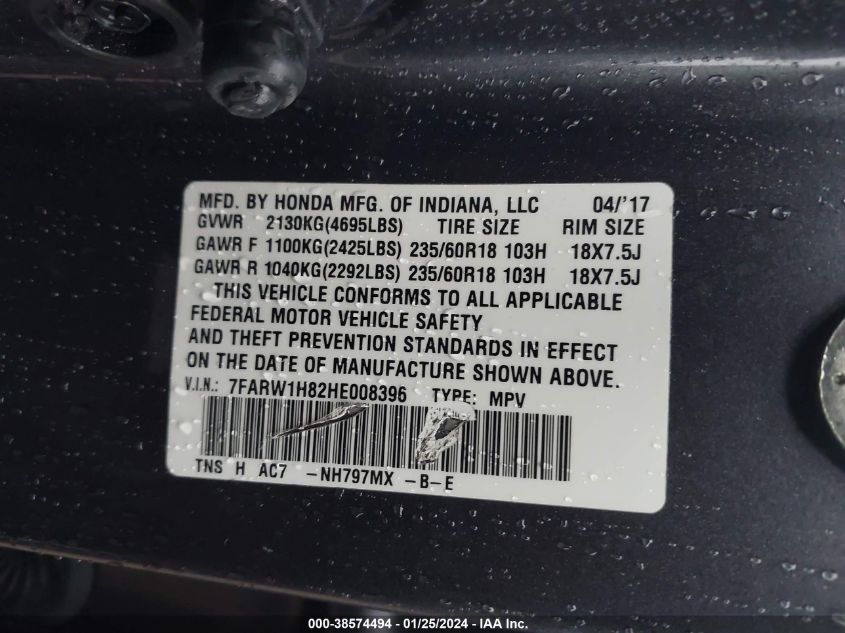 MFD. BY HONDA MFG. OF INDIANA, LLC 04/'17
GVWR 2130KG(4695LBS) TIRE SIZE RIM SIZE
GAWR F 1100KG(2425LBS) 235/60R18 103H 18X7.5J
GAWR R 1040KG(2292LBS) 235/60R18 103H 18X7.5J
THIS VEHICLE CONFORMS TO ALL APPLICABLE
FEDERAL MOTOR VEHICLE SAFETY
AND THEFT PREVENTION STANDARDS IN EFFECT
ON THE DATE OF MANUFACTURE SHOWN ABOVE.
V.I.N.: 7FARW1H82HE008396 TYPE: MPV
TNS H AC7 -NH797MX -B-E
000-38574494 - 01/25/2024 - IAA Inc.